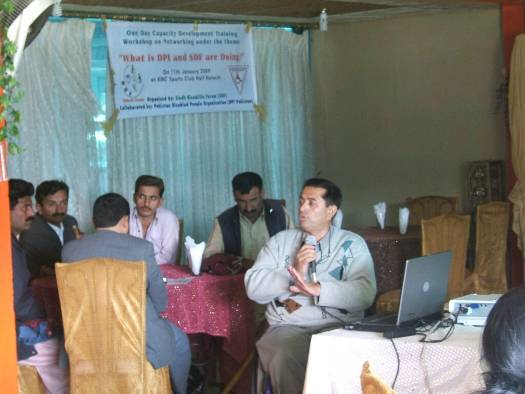 One Day Capacity Development Training
Workshop on Networking under the theme
"What is DPI and SDF are Doing?"
On 11th January 2009
at KMC Sports Club Hall Karachi
Organized by: Sindh Disability Forum (SDF)
Collaborated by: Pakistan Disabled People Organization (DPI Pakistan)